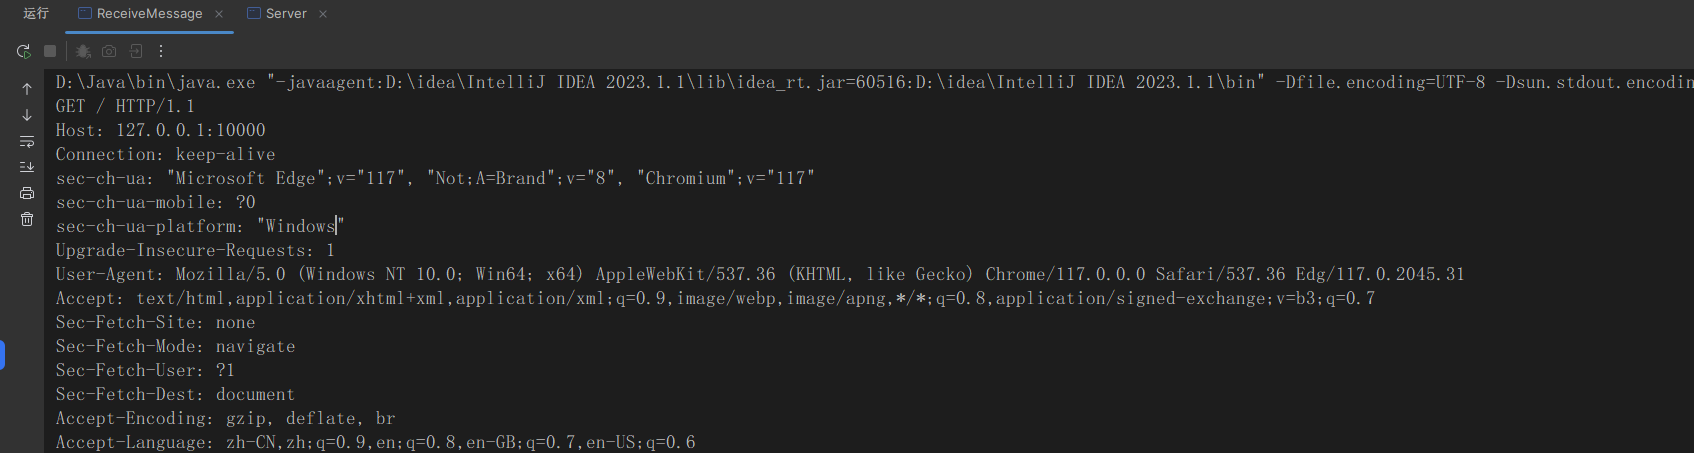 运行 ReceiveMessage × Server ×
D:\Java\bin\java.exe "-javaagent:D:\idea\IntelliJ IDEA 2023.1.1\lib\idea_rt.jar=60516:D:\idea\IntelliJ IDEA 2023.1.1\bin" -Dfile.encoding=UTF-8 -Dsun.stdout.encodin
GET / HTTP/1.1
Host: 127.0.0.1:10000
Connection: keep-alive
sec-ch-ua: "Microsoft Edge";v="117", "Not;A=Brand";v="8", "Chromium";v="117"
sec-ch-ua-mobile: ?0
sec-ch-ua-platform: "Windows"
Upgrade-Insecure-Requests: 1
User-Agent: Mozilla/5.0 (Windows NT 10.0; Win64; x64) AppleWebKit/537.36 (KHTML, like Gecko) Chrome/117.0.0.0 Safari/537.36 Edg/117.0.2045.31
Accept: text/html,application/xhtml+xml,application/xml;q=0.9,image/webp,image/apng,*/*;q=0.8,application/signed-exchange;v=b3;q=0.7
Sec-Fetch-Site: none
Sec-Fetch-Mode: navigate
Sec-Fetch-User: ?1
Sec-Fetch-Dest: document
Accept-Encoding: gzip, deflate, br
Accept-Language: zh-CN,zh;q=0.9,en;q=0.8,en-GB;q=0.7,en-US;q=0.6